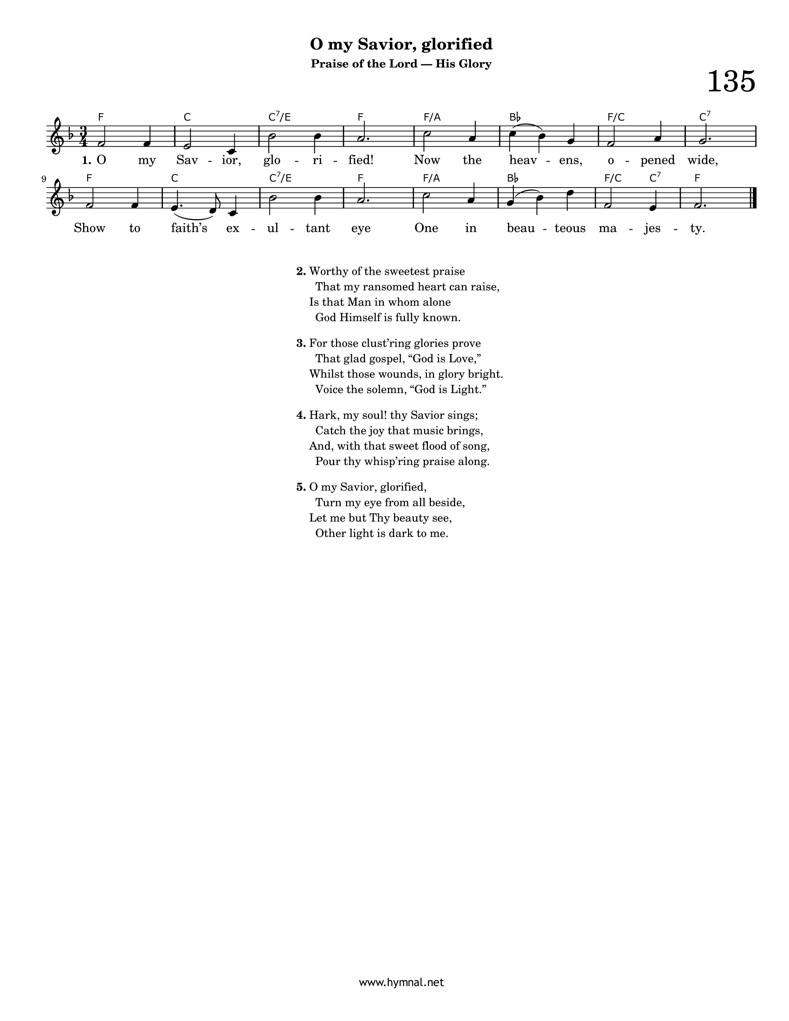 O my Savior, glorified
Praise of the Lord — His Glory
135
F C C7/E F F/A B♭ F/C C7
3
4
1. O my Sav - ior, glo - ri - fied! Now the heav - ens, o - pened wide,
9 F C C7/E F F/A B♭ F/C C7 F
Show to faith’s ex - ul - tant eye One in beau - teous ma - jes - ty.
2. Worthy of the sweetest praise
That my ransomed heart can raise,
Is that Man in whom alone
God Himself is fully known.
3. For those clust’ring glories prove
That glad gospel, “God is Love,”
Whilst those wounds, in glory bright.
Voice the solemn, “God is Light.”
4. Hark, my soul! thy Savior sings;
Catch the joy that music brings,
And, with that sweet flood of song,
Pour thy whisp’ring praise along.
5. O my Savior, glorified,
Turn my eye from all beside,
Let me but Thy beauty see,
Other light is dark to me.
www.hymnal.net